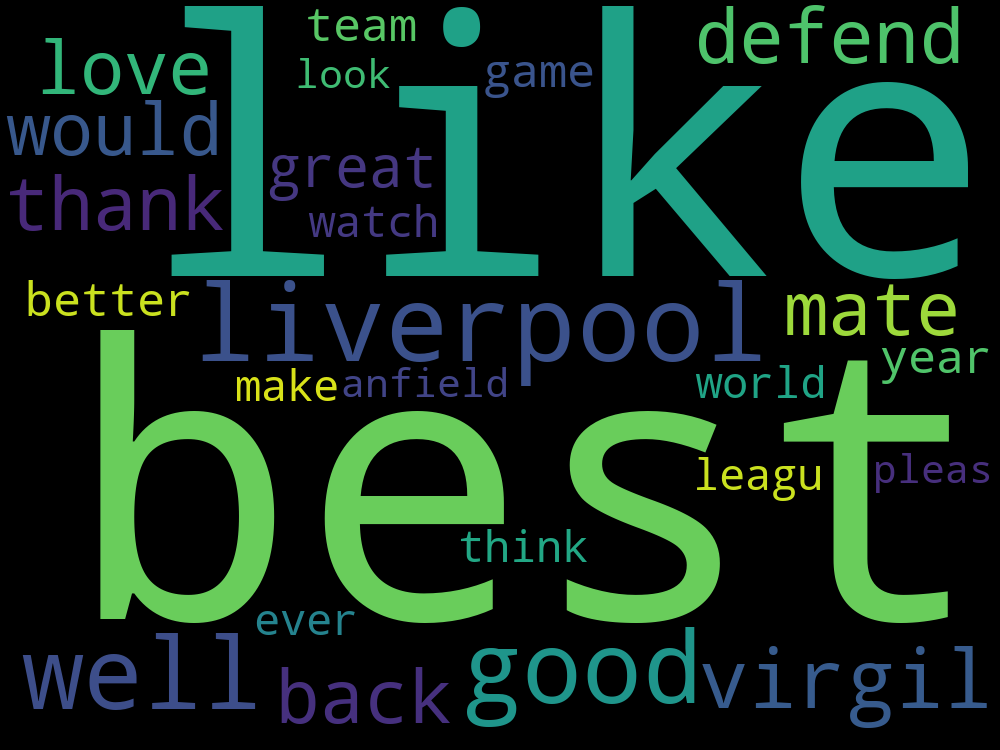 like
team
defend
love
look
game
would
great
thank
watch
better
liverpool
mate
year
make
anfield
world
best
leagu
pleas
think
ever
well
back
good
virgil